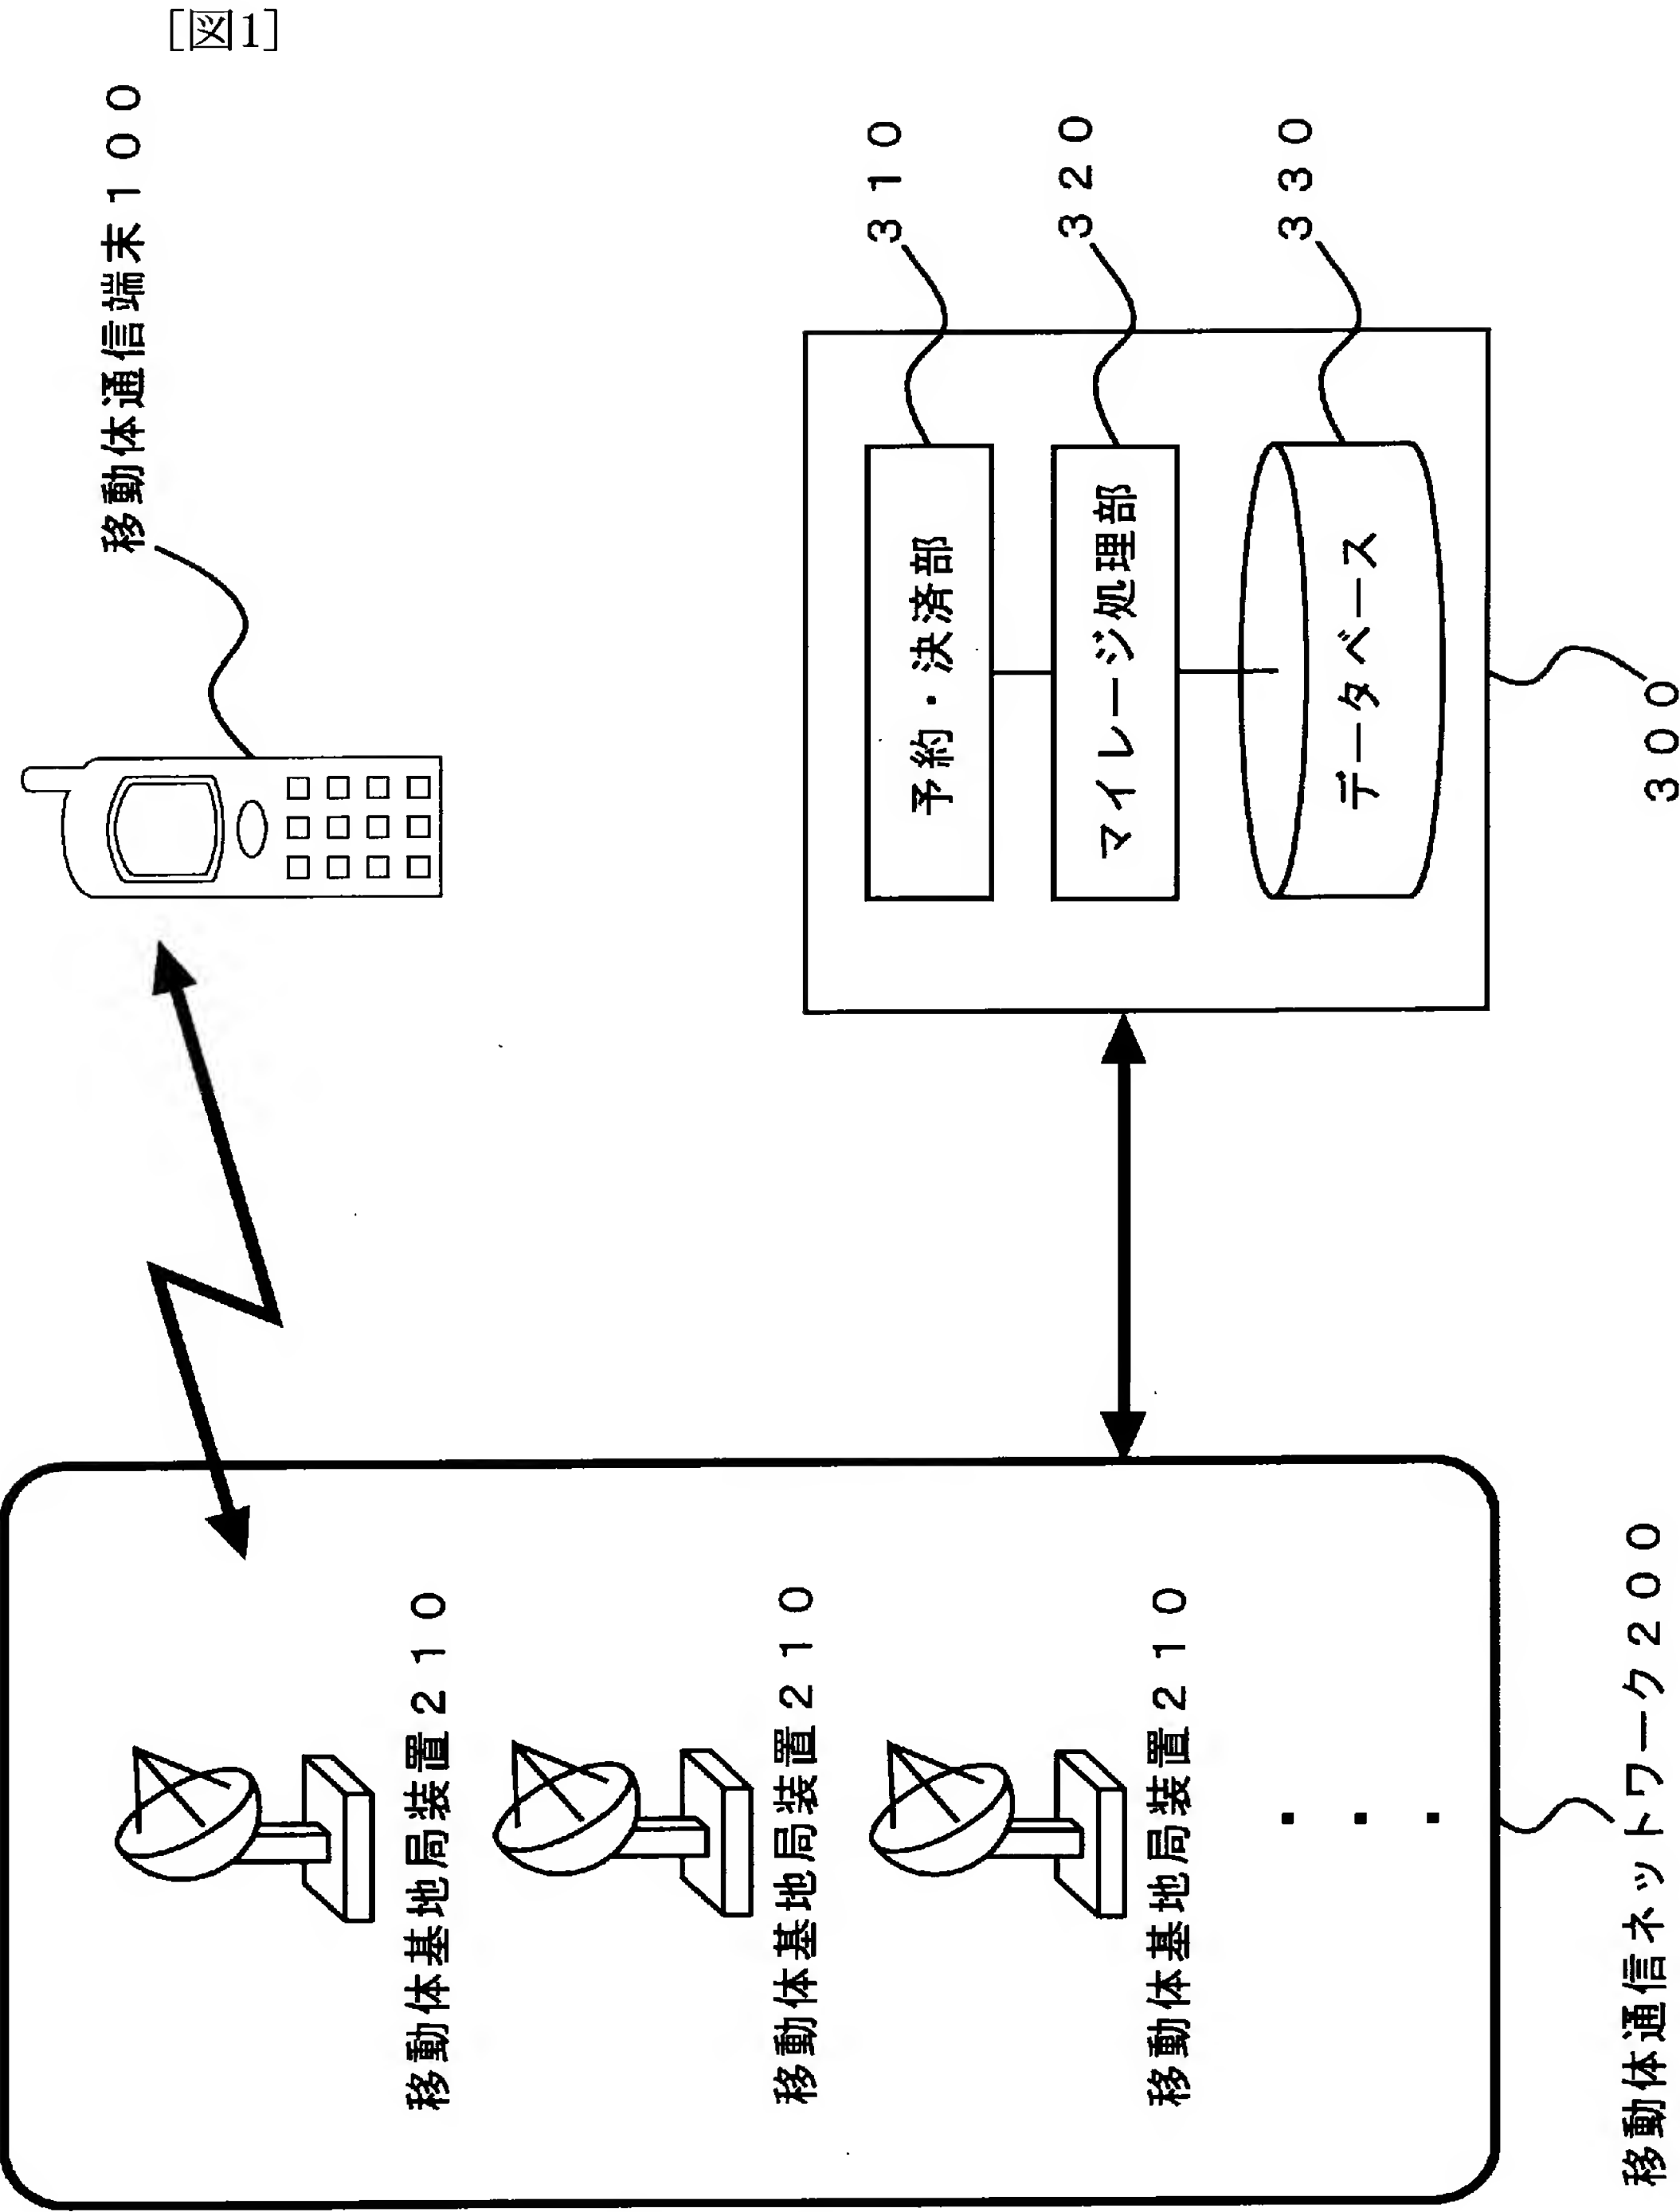 [図1]
移動体通信端末１００
３１０
３２０
３３０
予約・決済部
マイレージ処理部
データベース
３００
移動体基地局装置２１０
移動体基地局装置２１０
移動体基地局装置２１０
・・・
移動体通信ネットワーク２００